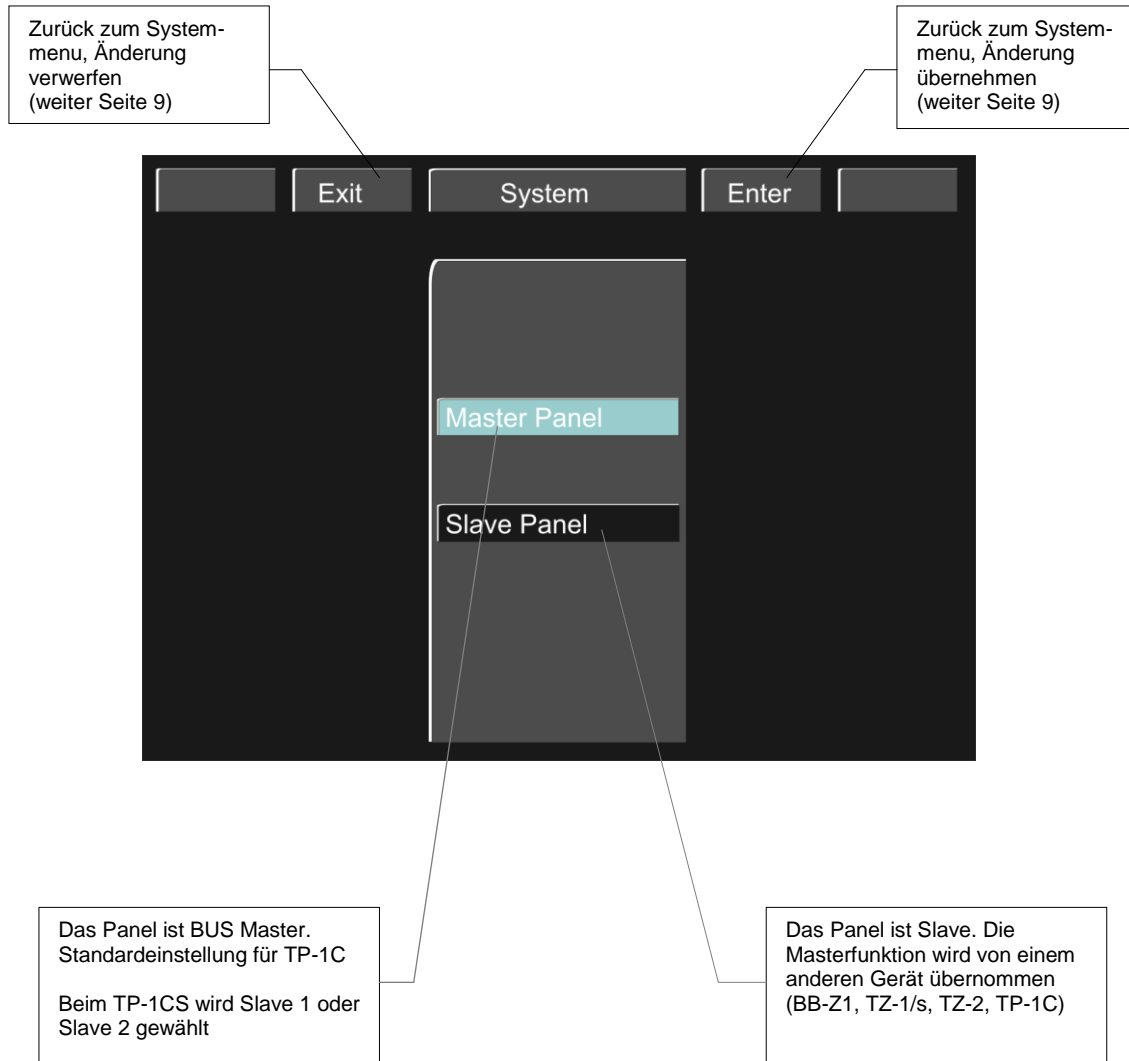 Zurück zum System-
menu, Änderung
verwerfen
(weiter Seite 9)
Zurück zum System-
menu, Änderung
übernehmen
(weiter Seite 9)
Exit
System
Enter
Master Panel
Slave Panel
Das Panel ist BUS Master.
Standardeinstellung für TP-1C
Beim TP-1CS wird Slave 1 oder
Slave 2 gewählt
Das Panel ist Slave. Die
Masterfunktion wird von einem
anderen Gerät übernommen
(BB-Z1, TZ-1/s, TZ-2, TP-1C)